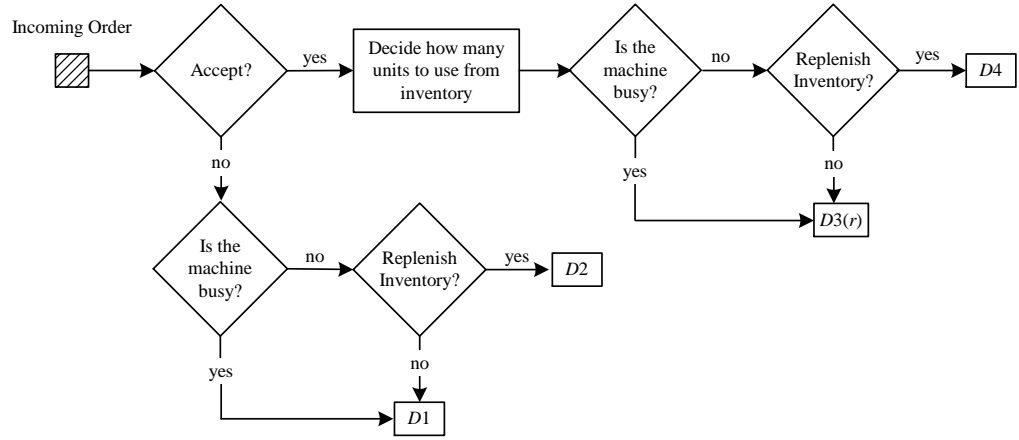 Incoming Order
Accept?
yes
Decide how many
units to use from
inventory
Is the
machine
busy?
no
Replenish
Inventory?
yes
D4
no
yes
no
D3(r)
Is the
machine
busy?
no
Replenish
Inventory?
yes
D2
yes
no
D1